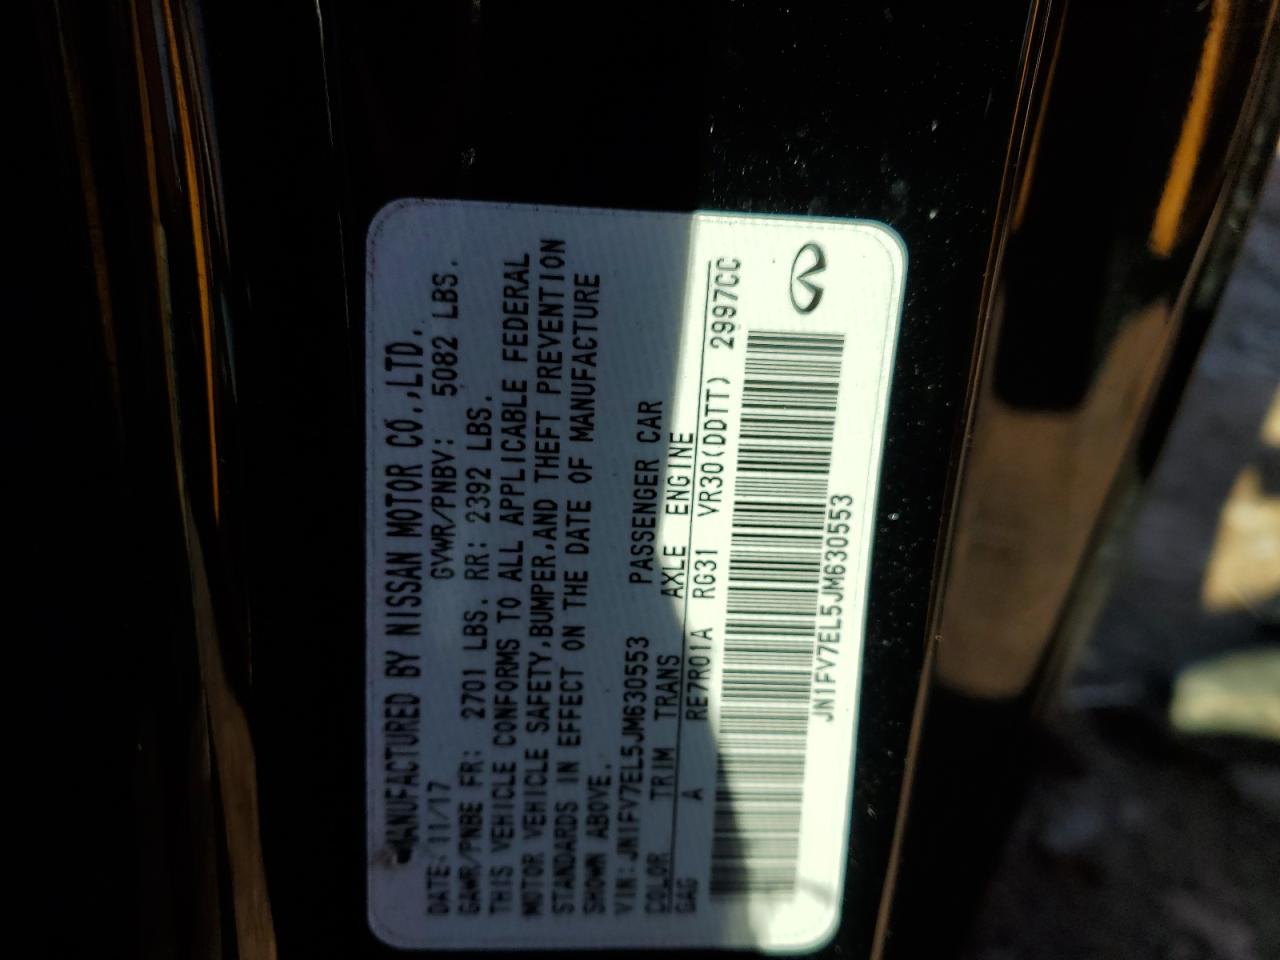 MANUFACTURED BY NISSAN MOTOR CO.,LTD.
DATE: 11/17 GVWR/PNBV: 5082 LBS.
GAWR/PNBE FR: 2701 LBS. RR: 2392 LBS.
THIS VEHICLE CONFORMS TO ALL APPLICABLE FEDERAL
MOTOR VEHICLE SAFETY,BUMPER,AND THEFT PREVENTION
STANDARDS IN EFFECT ON THE DATE OF MANUFACTURE
SHOWN ABOVE.
VIN: JN1FV7EL5JM630553 PASSENGER CAR
COLOR TRIM TRANS AXLE ENGINE
GAG A RE7R01A RG31 VR30(DDTT) 2997CC
JN1FV7EL5JM630553